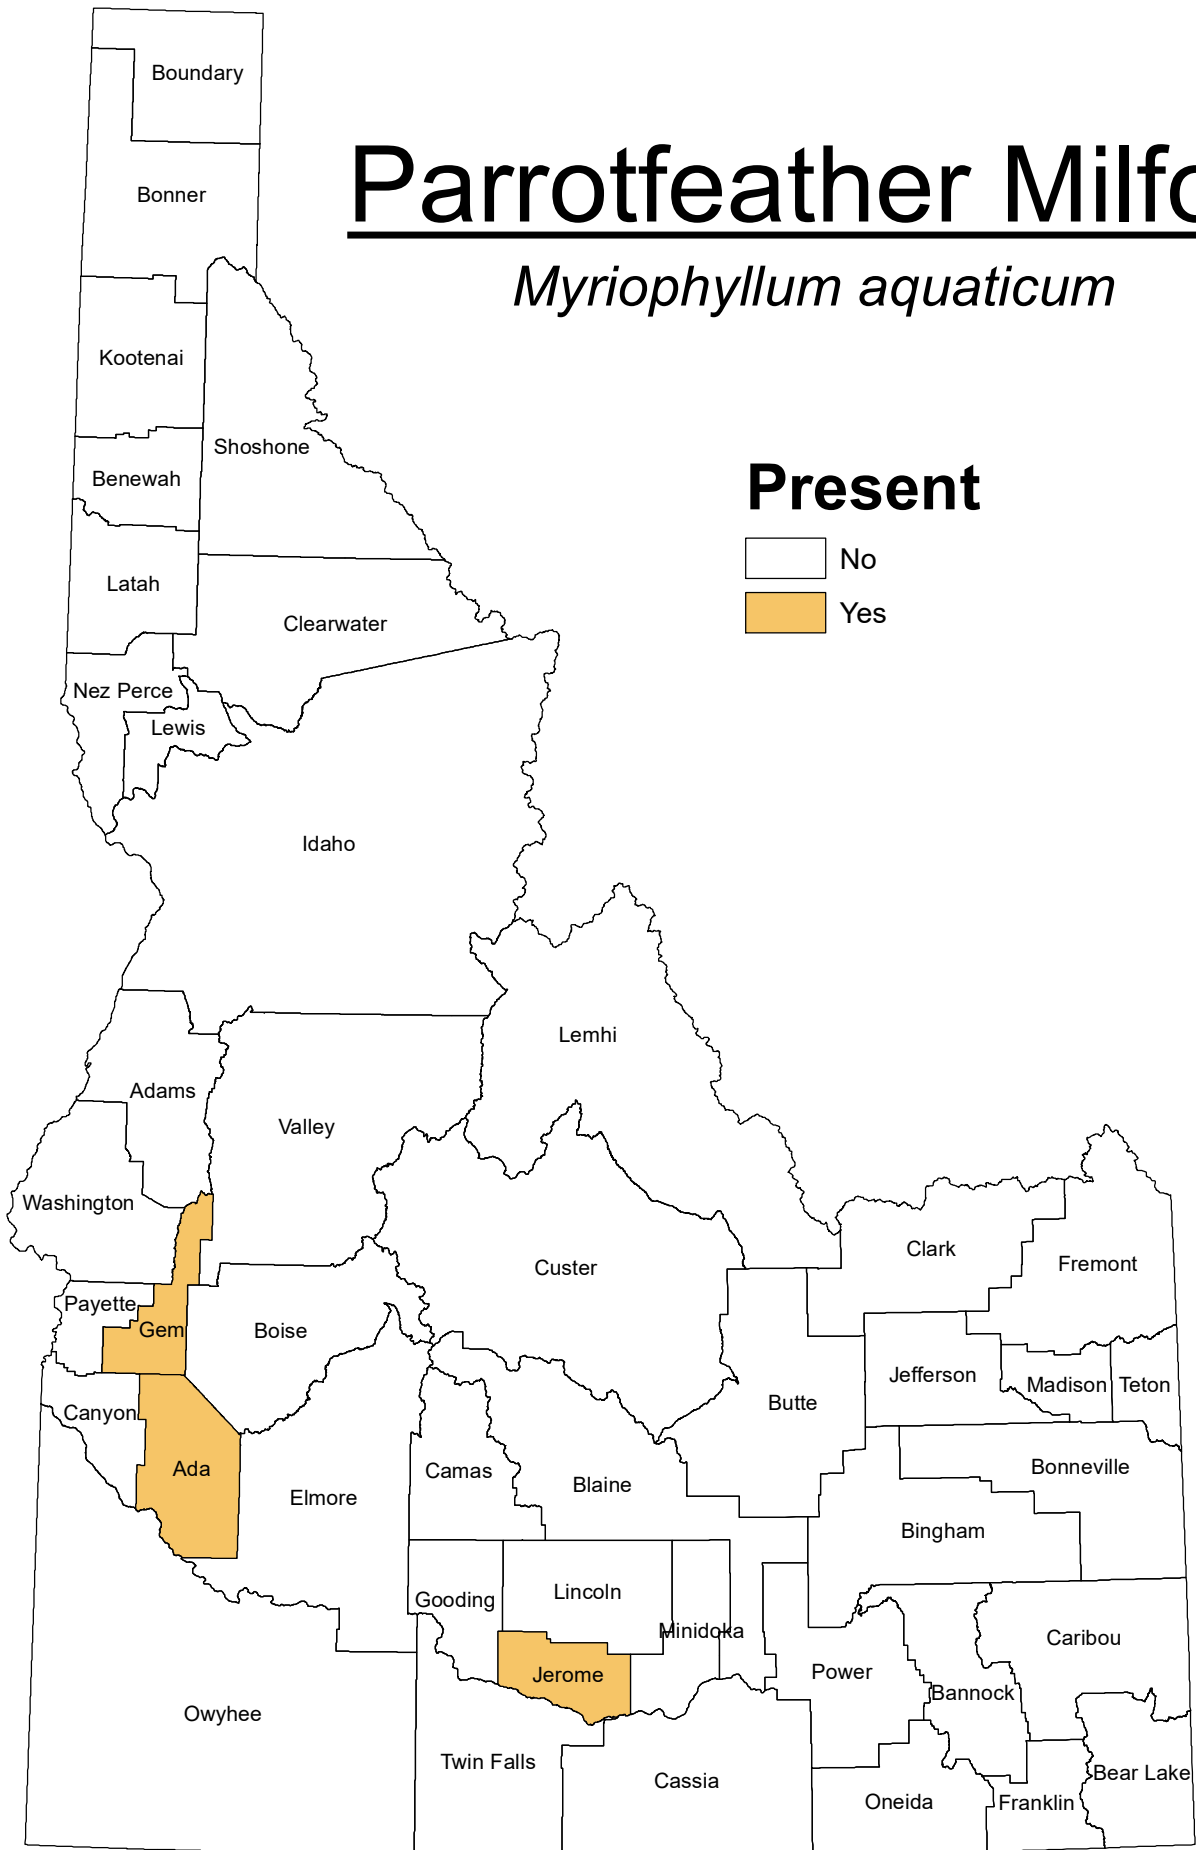 Boundary
Bonner
Parrotfeather Milfo
Myriophyllum aquaticum
Kootenai
Shoshone
Benewah
Present
No
Latah
Yes
Clearwater
Nez Perce
Lewis
Idaho
Lemhi
Adams
Valley
Washington
Clark
Fremont
Custer
Payette
Gem
Boise
Jefferson
Madison
Teton
Butte
Canyon
Ada
Camas
Blaine
Bonneville
Elmore
Bingham
Gooding
Lincoln
Minidoka
Caribou
Jerome
Power
Bannock
Owyhee
Twin Falls
Cassia
Bear Lake
Oneida
Franklin